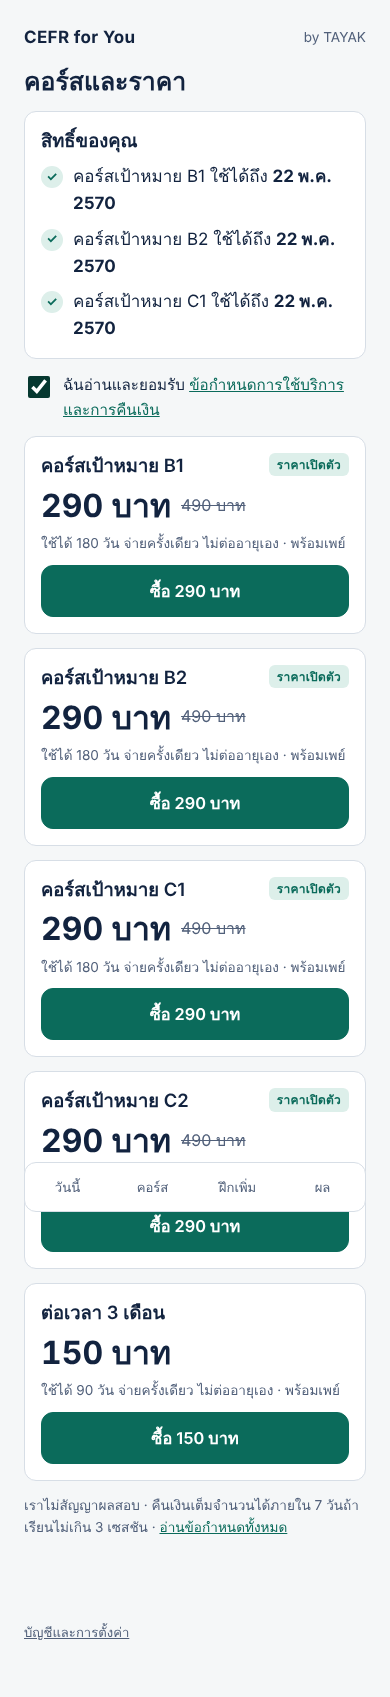 CEFR for You
by TAYAK
คอร์สและราคา
สิทธิ์ของคุณ
คอร์สเป้าหมาย B1 ใช้ได้ถึง 22 พ.ค.
2570
คอร์สเป้าหมาย B2 ใช้ได้ถึง 22 พ.ค.
2570
คอร์สเป้าหมาย C1 ใช้ได้ถึง 22 พ.ค.
2570
ฉันอ่านและยอมรับ ข้อกำหนดการใช้บริการ
และการคืนเงิน
คอร์สเป้าหมาย B1
ราคาเปิดตัว
290 บาท 490 บาท
ใช้ได้ 180 วัน จ่ายครั้งเดียว ไม่ต่ออายุเอง · พร้อมเพย์
ซื้อ 290 บาท
คอร์สเป้าหมาย B2
ราคาเปิดตัว
290 บาท 490 บาท
ใช้ได้ 180 วัน จ่ายครั้งเดียว ไม่ต่ออายุเอง · พร้อมเพย์
ซื้อ 290 บาท
คอร์สเป้าหมาย C1
ราคาเปิดตัว
290 บาท 490 บาท
ใช้ได้ 180 วัน จ่ายครั้งเดียว ไม่ต่ออายุเอง · พร้อมเพย์
ซื้อ 290 บาท
คอร์สเป้าหมาย C2
ราคาเปิดตัว
290 บาท 490 บาท
วันนี้ คอร์ส ฝึกเพิ่ม ผล
ซื้อ 290 บาท
ต่อเวลา 3 เดือน
150 บาท
ใช้ได้ 90 วัน จ่ายครั้งเดียว ไม่ต่ออายุเอง · พร้อมเพย์
ซื้อ 150 บาท
เราไม่สัญญาผลสอบ · คืนเงินเต็มจำนวนได้ภายใน 7 วันถ้า
เรียนไม่เกิน 3 เซสชัน · อ่านข้อกำหนดทั้งหมด
บัญชีและการตั้งค่า